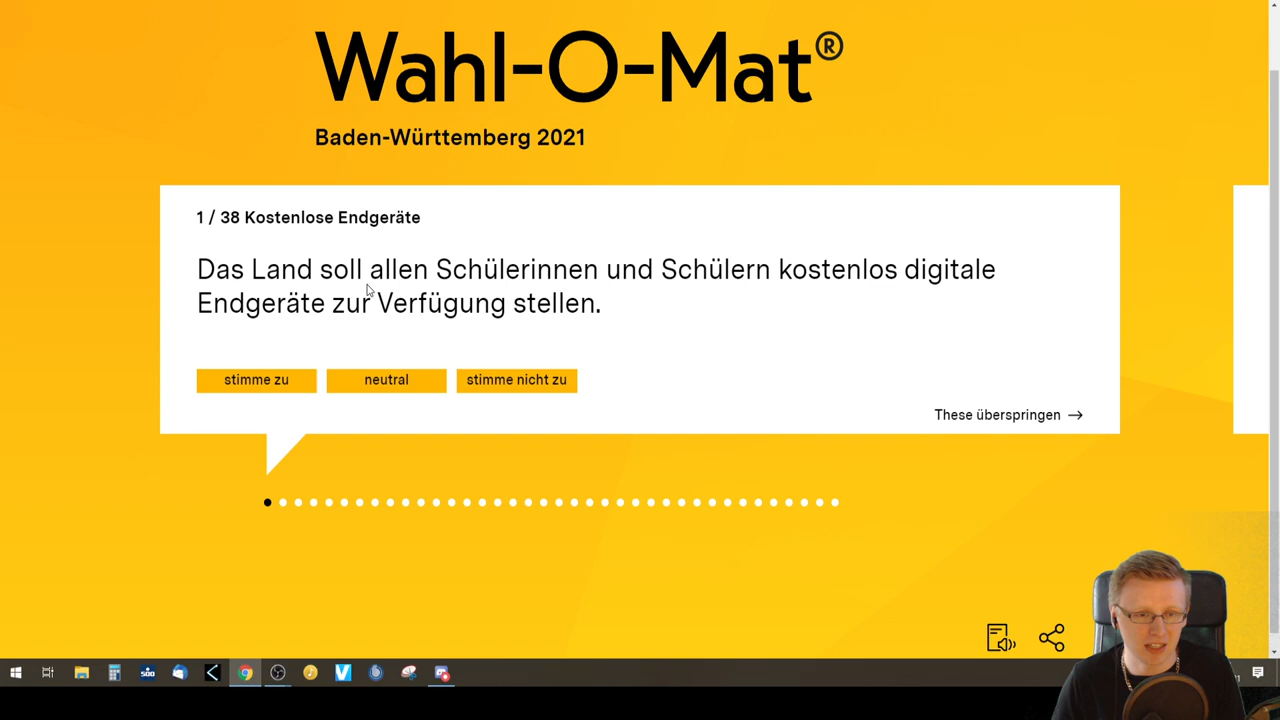 Wahl-O-Mat®
Baden-Württemberg 2021
1 / 38 Kostenlose Endgeräte
Das Land soll allen Schülerinnen und Schülern kostenlos digitale
Endgeräte zur Verfügung stellen.
stimme zu
neutral
stimme nicht zu
These überspringen →
500